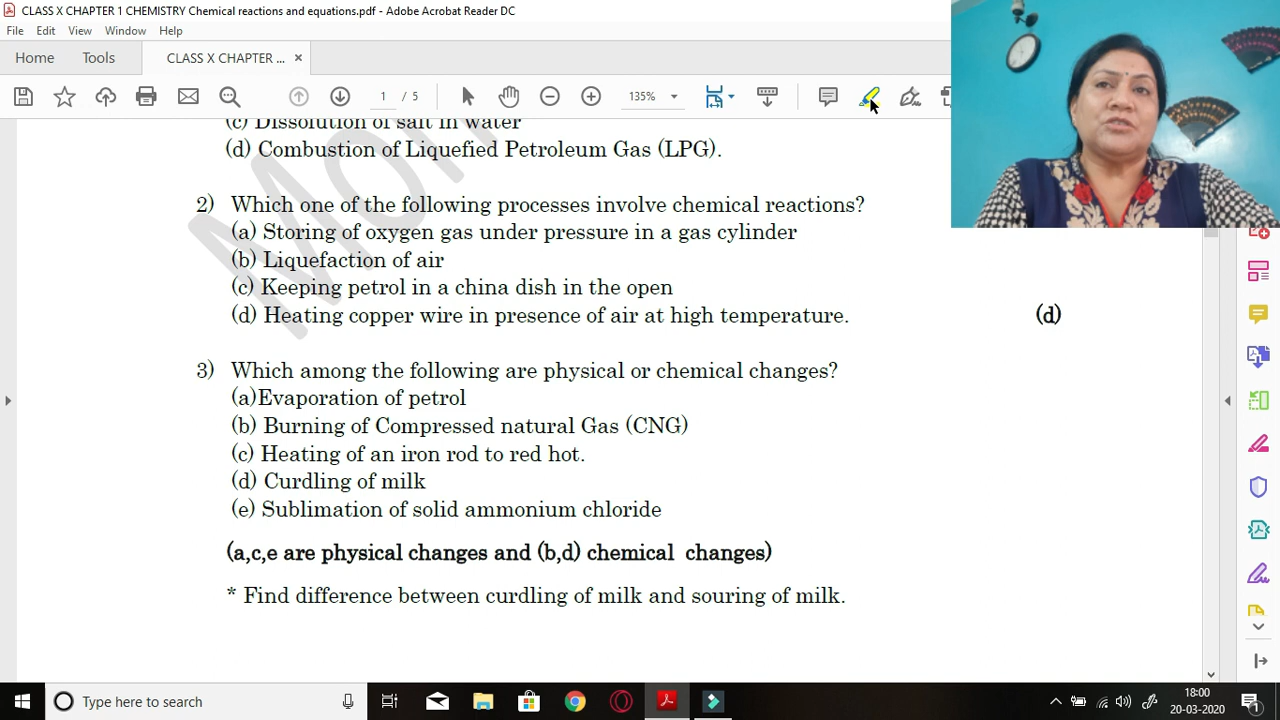 CLASS X CHAPTER 1 CHEMISTRY Chemical reactions and equations.pdf - Adobe Acrobat Reader DC
File Edit View Window Help
Home Tools CLASS X CHAPTER ... ×
1 / 5 135%
(c) Dissolution of salt in water
(d) Combustion of Liquefied Petroleum Gas (LPG).
2) Which one of the following processes involve chemical reactions?
(a) Storing of oxygen gas under pressure in a gas cylinder
(b) Liquefaction of air
(c) Keeping petrol in a china dish in the open
(d) Heating copper wire in presence of air at high temperature. (d)
3) Which among the following are physical or chemical changes?
(a)Evaporation of petrol
(b) Burning of Compressed natural Gas (CNG)
(c) Heating of an iron rod to red hot.
(d) Curdling of milk
(e) Sublimation of solid ammonium chloride
(a,c,e are physical changes and (b,d) chemical changes)
* Find difference between curdling of milk and souring of milk.
Type here to search
18:00
20-03-2020
1